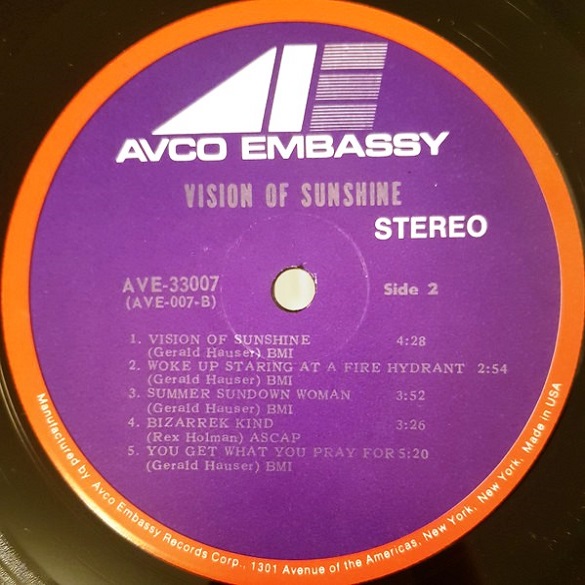 AVCO EMBASSY
VISION OF SUNSHINE
STEREO
AVE-33007
(AVE-007-B)
Side 2
1. VISION OF SUNSHINE 4:28
(Gerald Hauser) BMI
2. WOKE UP STARING AT A FIRE HYDRANT 2:54
(Gerald Hauser) BMI
3. SUMMER SUNDOWN WOMAN 3:52
(Gerald Hauser) BMI
4. BIZARREK KIND 3:26
(Rex Holman) ASCAP
5. YOU GET WHAT YOU PRAY FOR 5:20
(Gerald Hauser) BMI
Manufactured by Avco Embassy Records Corp., 1301 Avenue of the Americas, New York, New York, Made in USA